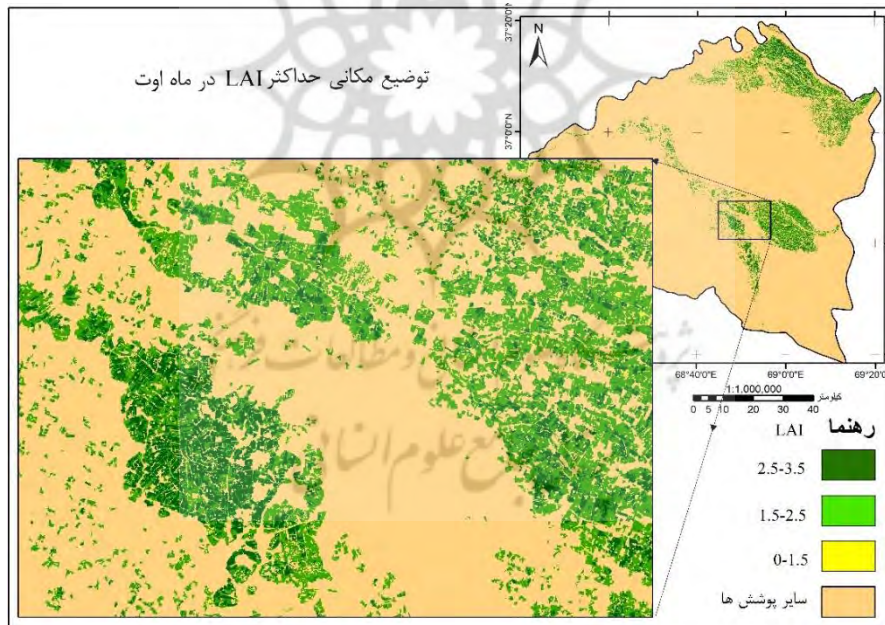 توضیع مکانی حداکثر LAI در ماه اوت
N
37°20'0"N
37°0'0"N
68°40'0"E
69°0'0"E
69°20'0"E
1:1,000,000
کیلومتر
0 5 10 20 30 40
رهنما
LAI
2.5-3.5
1.5-2.5
0-1.5
سایر پوشش ها